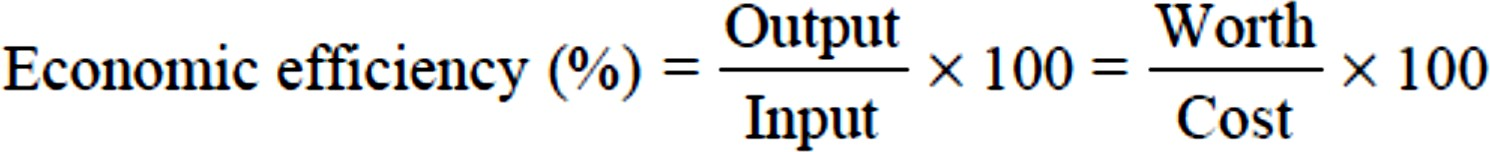 Economic efficiency (%) = Output / Input × 100 = Worth / Cost × 100